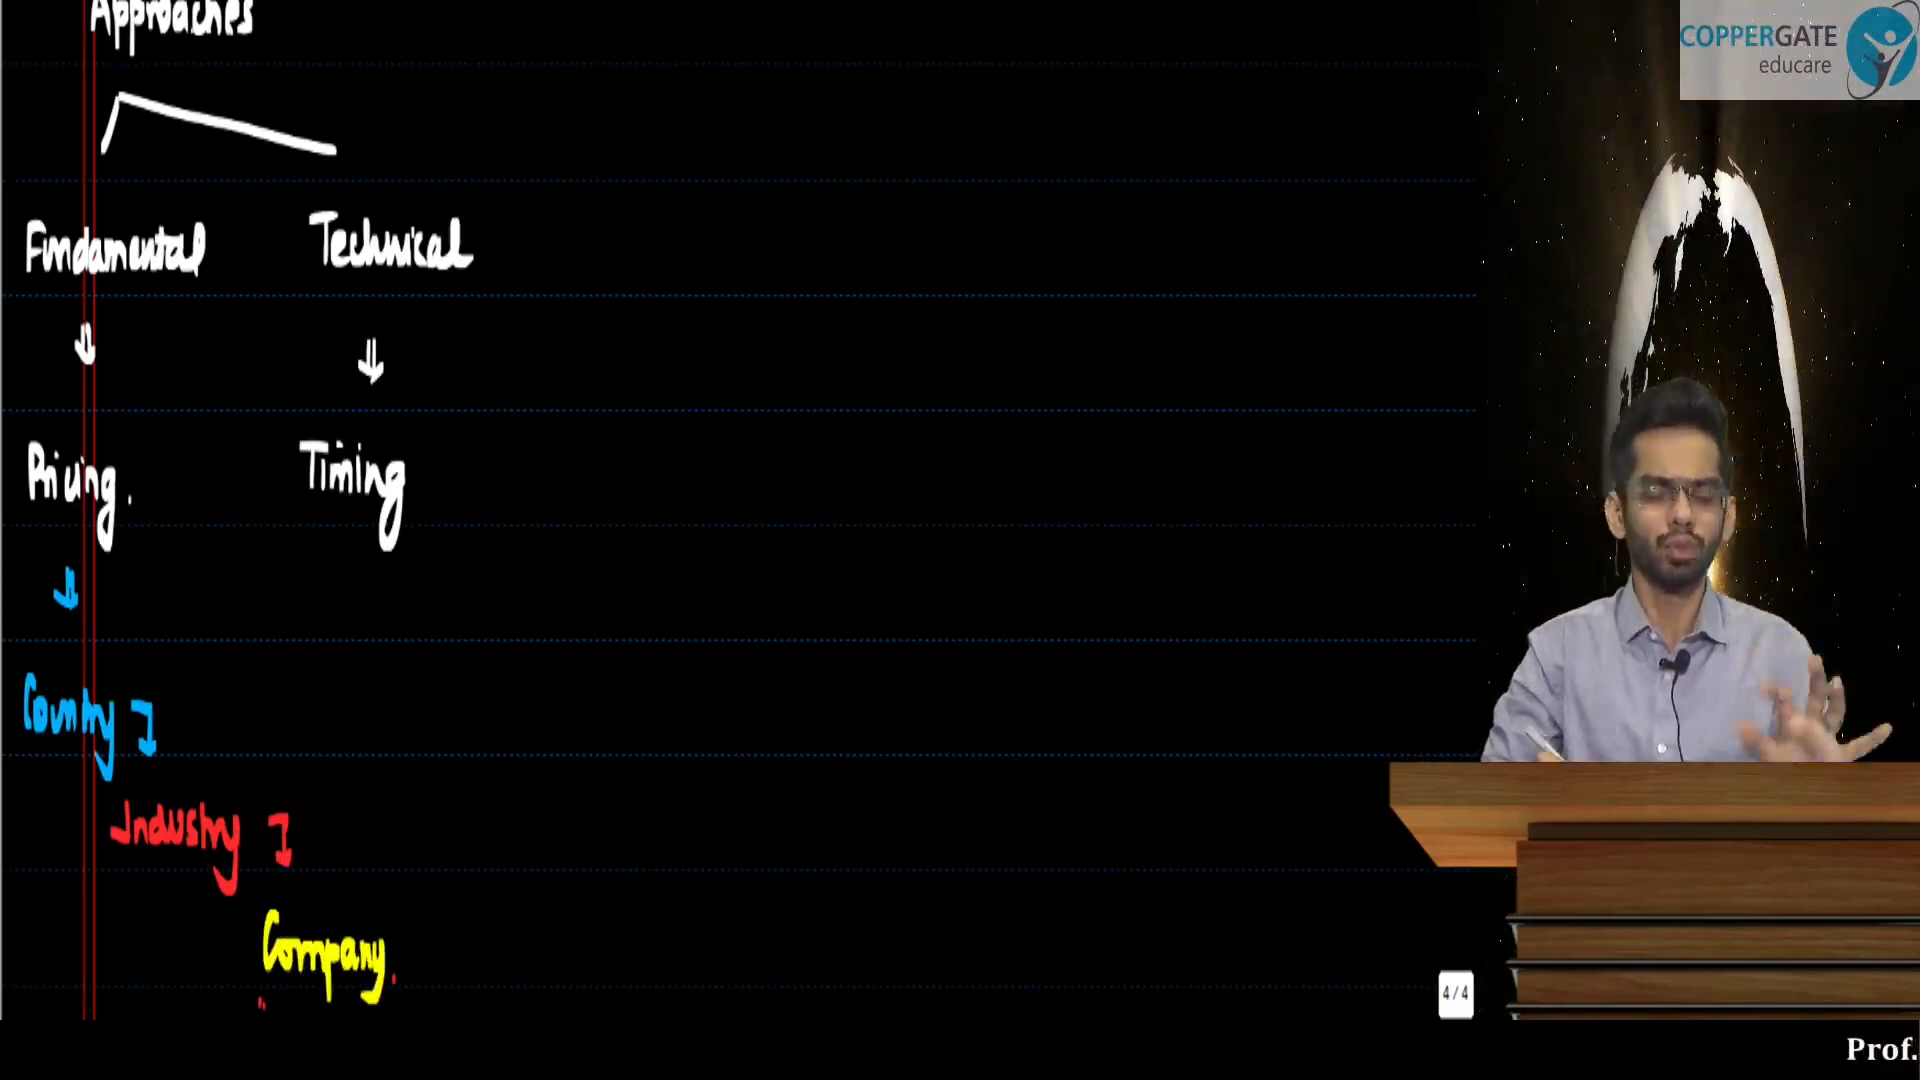 Approaches
COPPERGATE
educare
Fundamental Technical
Pricing. Timing
Country
Industry
Company.
4/4
Prof.